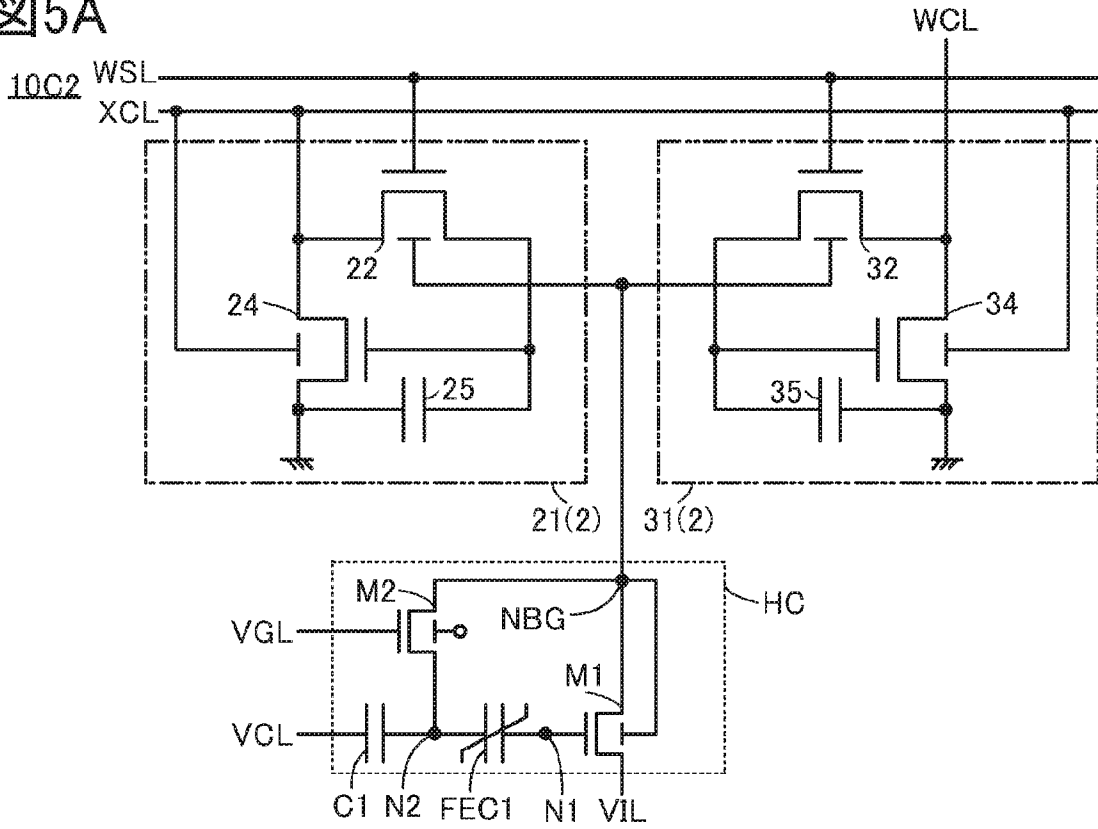 図5A
WCL
10C2
WSL
XCL
22
32
24
34
25
35
21(2)
31(2)
M2
HC
NBG
VGL
M1
VCL
C1
N2
FEC1
N1
VIL